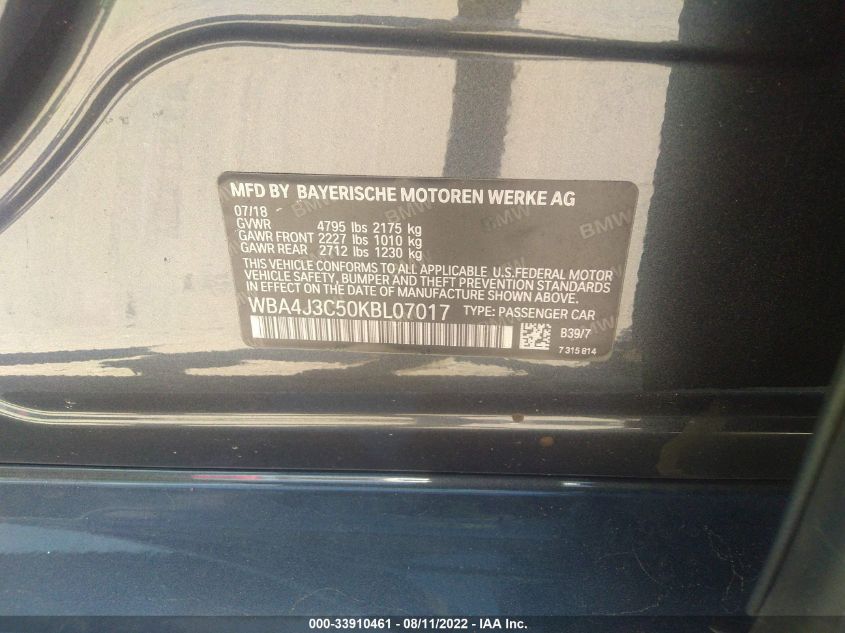 MFD BY BAYERISCHE MOTOREN WERKE AG
07/18
GVWR 4795 lbs 2175 kg
GAWR FRONT 2227 lbs 1010 kg
GAWR REAR 2712 lbs 1230 kg
THIS VEHICLE CONFORMS TO ALL APPLICABLE U.S.FEDERAL MOTOR
VEHICLE SAFETY, BUMPER AND THEFT PREVENTION STANDARDS
IN EFFECT ON THE DATE OF MANUFACTURE SHOWN ABOVE.
WBA4J3C50KBL07017 TYPE: PASSENGER CAR
B39/7
7 315 814
000-33910461 - 08/11/2022 - IAA Inc.